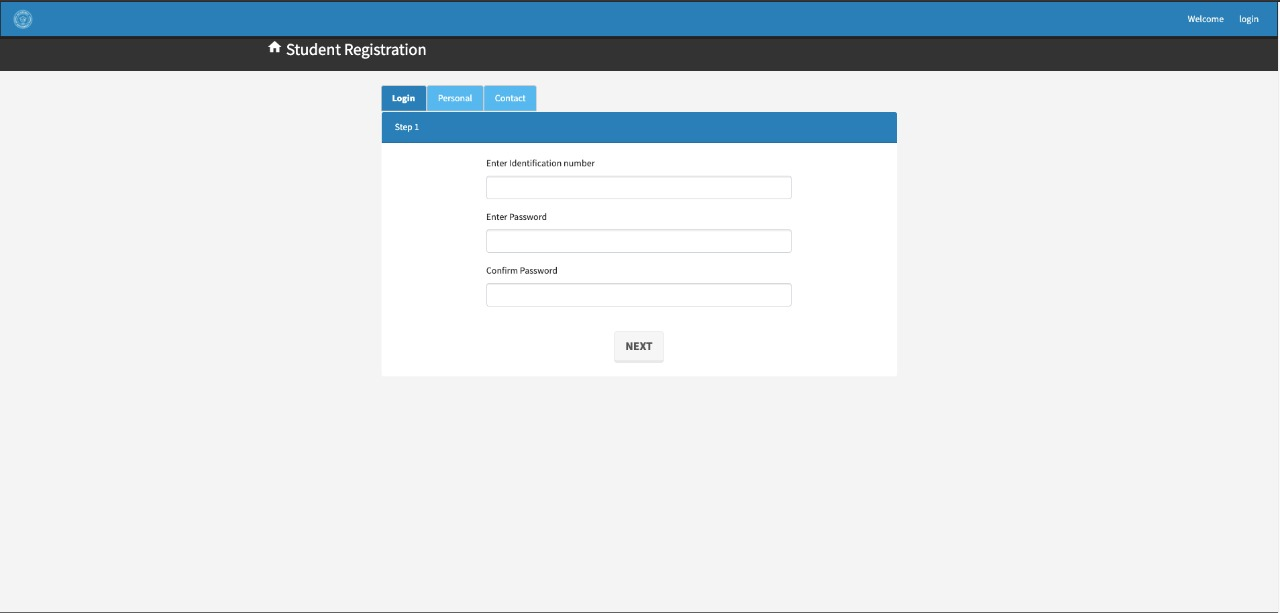 Welcome login
Student Registration
Login Personal Contact
Step 1
Enter Identification number
Enter Password
Confirm Password
NEXT